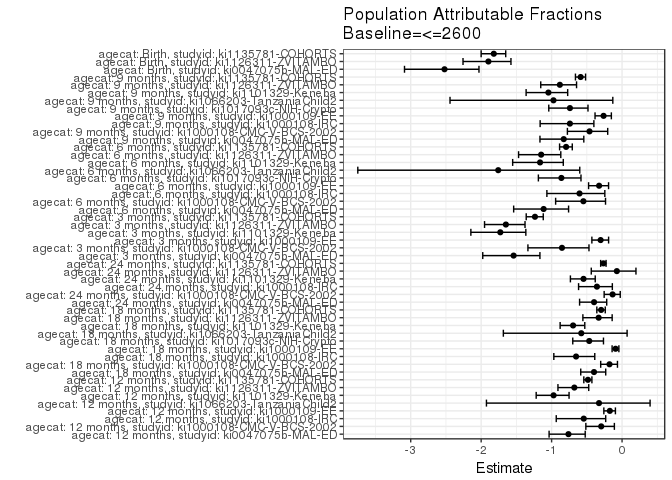 Population Attributable Fractions
Baseline=<=2600
agecat: Birth, studyid: ki1135781-COHORTS
agecat: Birth, studyid: ki1126311-ZVITAMBO
agecat: Birth, studyid: ki0047075b-MAL-ED
agecat: 9 months, studyid: ki1135781-COHORTS
agecat: 9 months, studyid: ki1126311-ZVITAMBO
agecat: 9 months, studyid: ki1101329-Keneba
agecat: 9 months, studyid: ki1066203-TanzaniaChild2
agecat: 9 months, studyid: ki1017093c-NIH-Crypto
agecat: 9 months, studyid: ki1000109-EE
agecat: 9 months, studyid: ki1000108-IRC
agecat: 9 months, studyid: ki1000108-CMC-V-BCS-2002
agecat: 9 months, studyid: ki0047075b-MAL-ED
agecat: 6 months, studyid: ki1135781-COHORTS
agecat: 6 months, studyid: ki1126311-ZVITAMBO
agecat: 6 months, studyid: ki1101329-Keneba
agecat: 6 months, studyid: ki1066203-TanzaniaChild2
agecat: 6 months, studyid: ki1017093c-NIH-Crypto
agecat: 6 months, studyid: ki1000109-EE
agecat: 6 months, studyid: ki1000108-IRC
agecat: 6 months, studyid: ki1000108-CMC-V-BCS-2002
agecat: 6 months, studyid: ki0047075b-MAL-ED
agecat: 3 months, studyid: ki1135781-COHORTS
agecat: 3 months, studyid: ki1126311-ZVITAMBO
agecat: 3 months, studyid: ki1101329-Keneba
agecat: 3 months, studyid: ki1000109-EE
agecat: 3 months, studyid: ki1000108-CMC-V-BCS-2002
agecat: 3 months, studyid: ki0047075b-MAL-ED
agecat: 24 months, studyid: ki1135781-COHORTS
agecat: 24 months, studyid: ki1126311-ZVITAMBO
agecat: 24 months, studyid: ki1101329-Keneba
agecat: 24 months, studyid: ki1000108-IRC
agecat: 24 months, studyid: ki1000108-CMC-V-BCS-2002
agecat: 24 months, studyid: ki0047075b-MAL-ED
agecat: 18 months, studyid: ki1135781-COHORTS
agecat: 18 months, studyid: ki1126311-ZVITAMBO
agecat: 18 months, studyid: ki1101329-Keneba
agecat: 18 months, studyid: ki1066203-TanzaniaChild2
agecat: 18 months, studyid: ki1017093c-NIH-Crypto
agecat: 18 months, studyid: ki1000109-EE
agecat: 18 months, studyid: ki1000108-IRC
agecat: 18 months, studyid: ki1000108-CMC-V-BCS-2002
agecat: 18 months, studyid: ki0047075b-MAL-ED
agecat: 12 months, studyid: ki1135781-COHORTS
agecat: 12 months, studyid: ki1126311-ZVITAMBO
agecat: 12 months, studyid: ki1101329-Keneba
agecat: 12 months, studyid: ki1066203-TanzaniaChild2
agecat: 12 months, studyid: ki1000109-EE
agecat: 12 months, studyid: ki1000108-IRC
agecat: 12 months, studyid: ki1000108-CMC-V-BCS-2002
agecat: 12 months, studyid: ki0047075b-MAL-ED
-3 -2 -1 0
Estimate